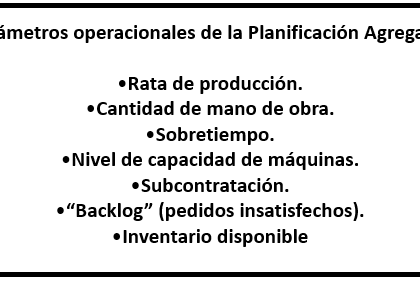 ámetros operacionales de la Planificación Agrega
•Rata de producción.
•Cantidad de mano de obra.
•Sobretiempo.
•Nivel de capacidad de máquinas.
•Subcontratación.
•“Backlog” (pedidos insatisfechos).
•Inventario disponible